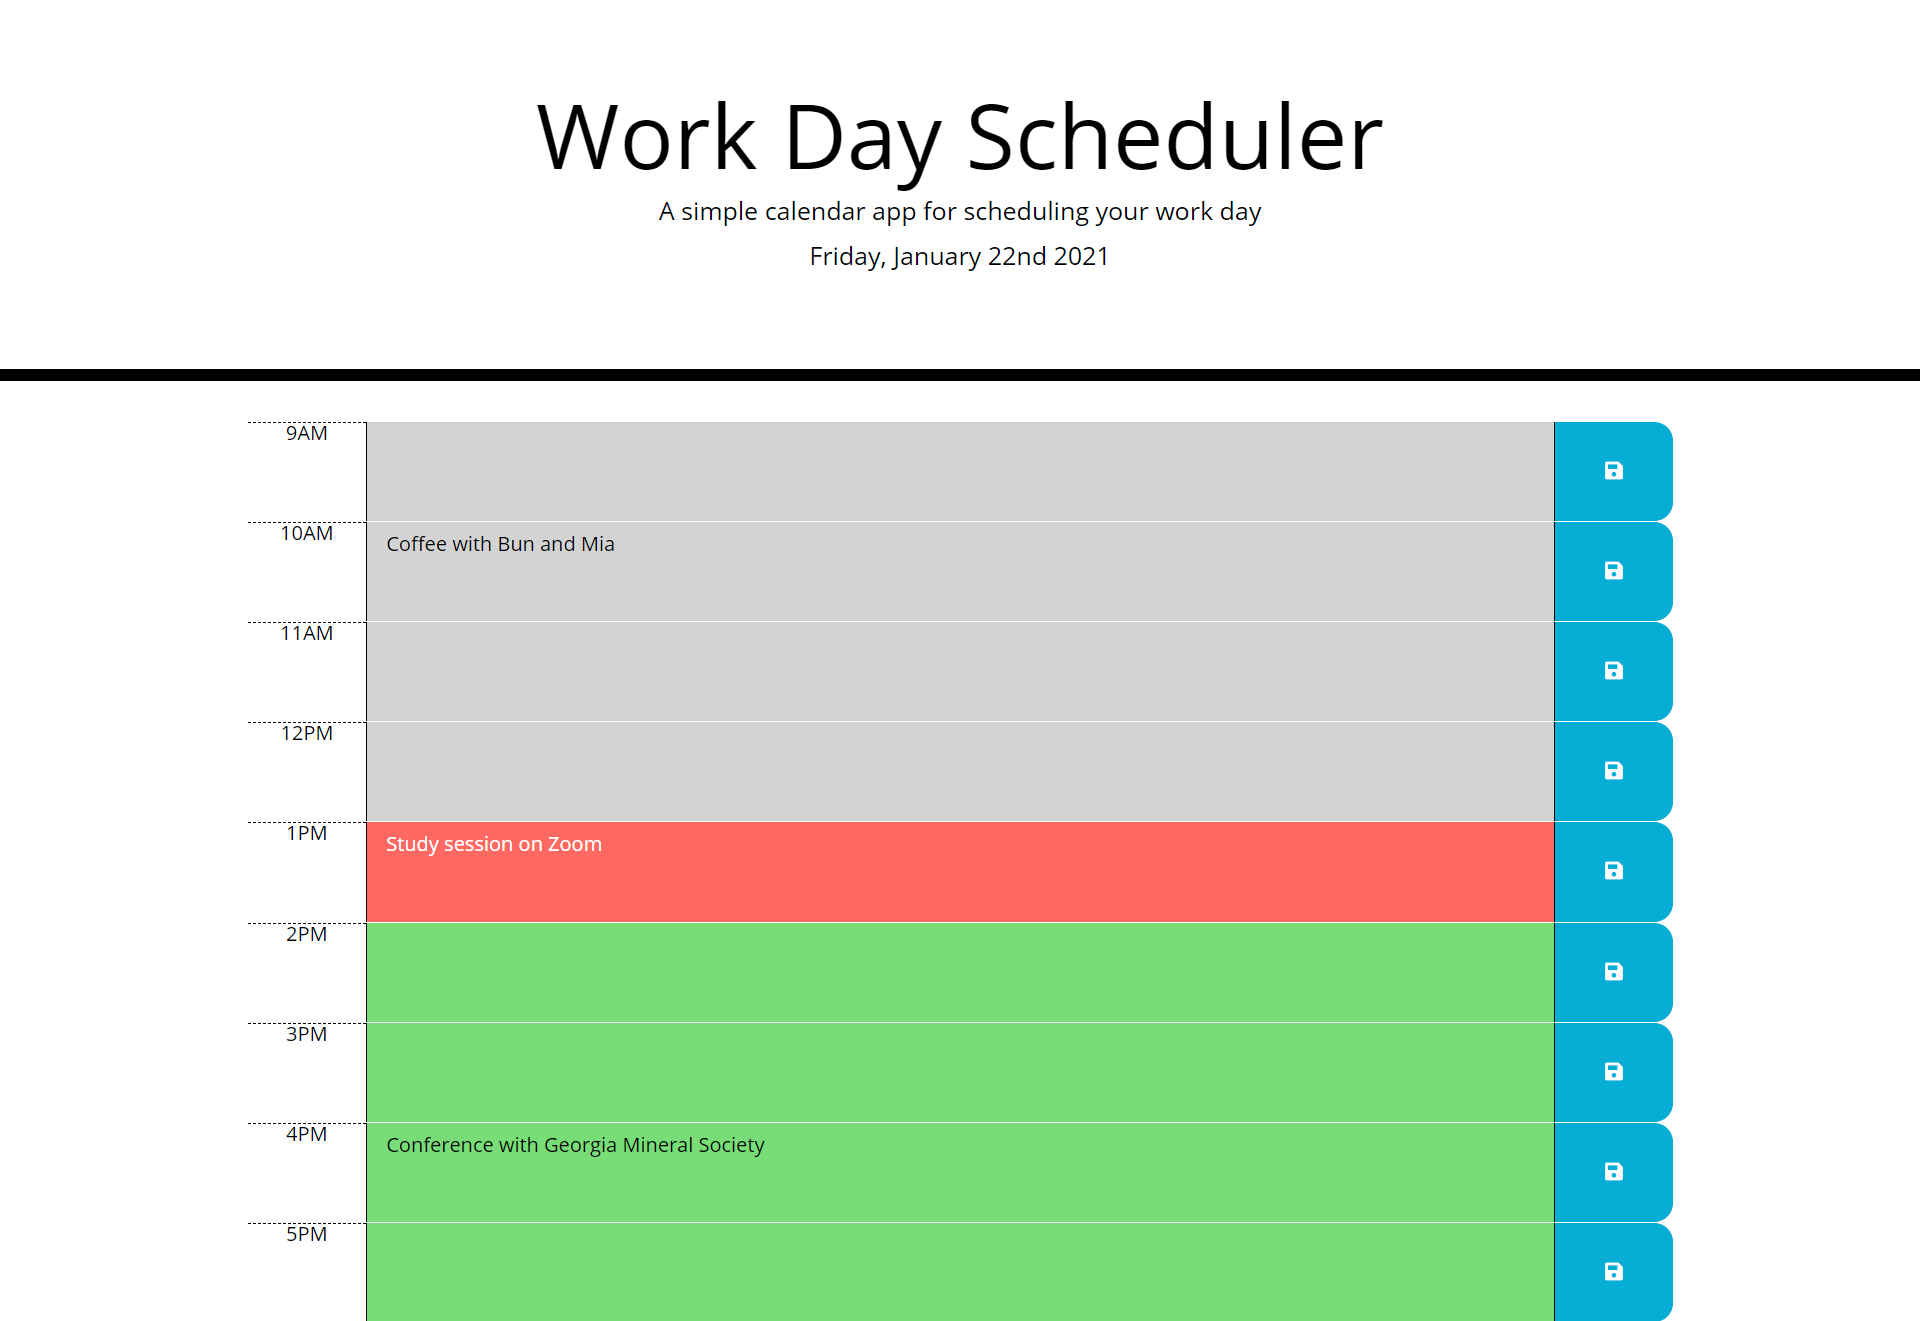 Work Day Scheduler
A simple calendar app for scheduling your work day
Friday, January 22nd 2021
9AM
10AM
Coffee with Bun and Mia
11AM
12PM
1PM
Study session on Zoom
2PM
3PM
4PM
Conference with Georgia Mineral Society
5PM